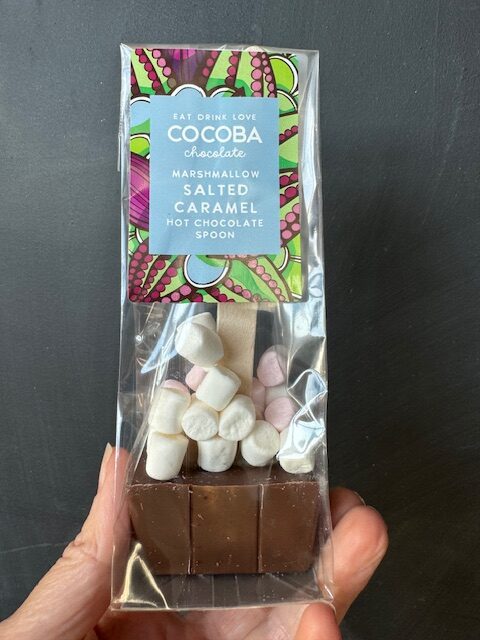 EAT DRINK LOVE
COCOBA
chocolate
MARSHMALLOW
SALTED
CARAMEL
HOT CHOCOLATE
SPOON